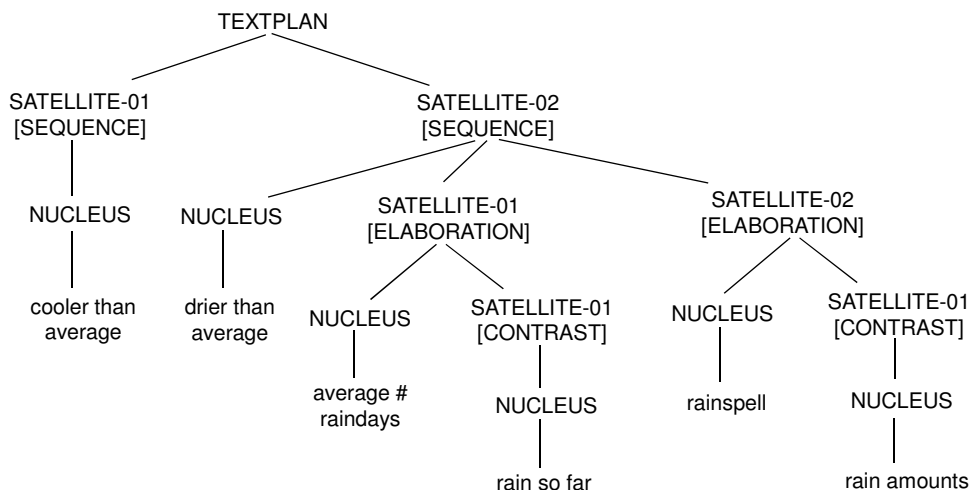 TEXTPLAN
SATELLITE-01
[SEQUENCE]
SATELLITE-02
[SEQUENCE]
NUCLEUS
NUCLEUS
SATELLITE-01
[ELABORATION]
SATELLITE-02
[ELABORATION]
cooler than
average
drier than
average
NUCLEUS
SATELLITE-01
[CONTRAST]
NUCLEUS
SATELLITE-01
[CONTRAST]
average #
raindays
NUCLEUS
rainspell
NUCLEUS
rain so far
rain amounts